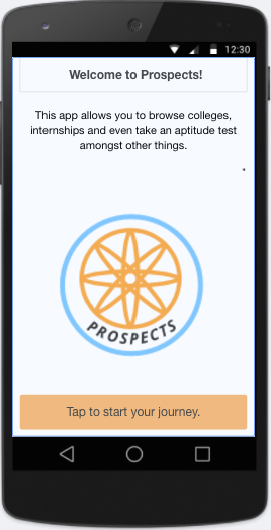 12:30
Welcome to Prospects!
This app allows you to browse colleges,
internships and even take an aptitude test
amongst other things.
PROSPECTS
Tap to start your journey.